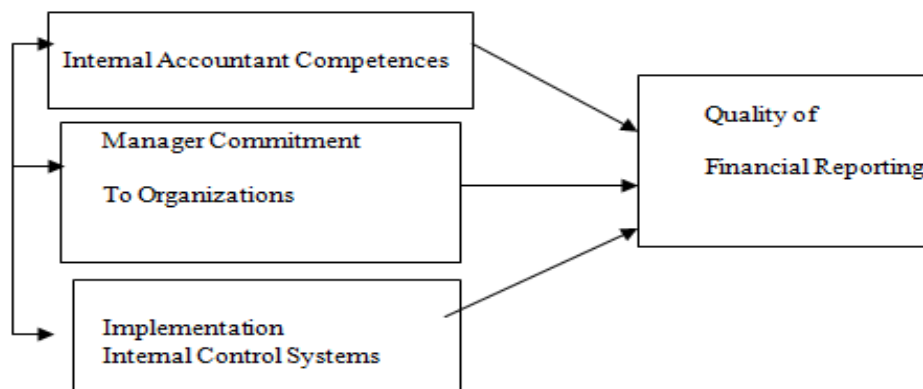 Internal Accountant Competences
Manager Commitment
To Organizations
Implementation
Internal Control Systems
Quality of
Financial Reporting